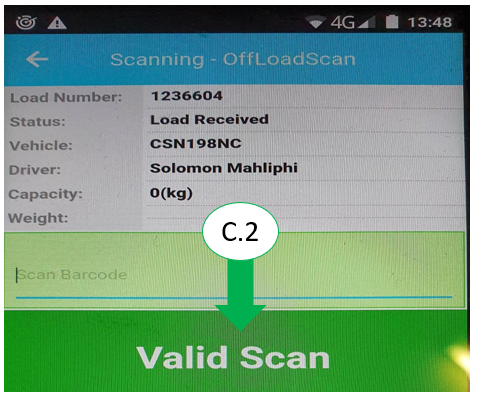 4G 13:48
Scanning - OffLoadScan
Load Number: 1236604
Status: Load Received
Vehicle: CSN198NC
Driver: Solomon Mahliphi
Capacity: 0(kg)
Weight:
C.2
Scan Barcode
Valid Scan